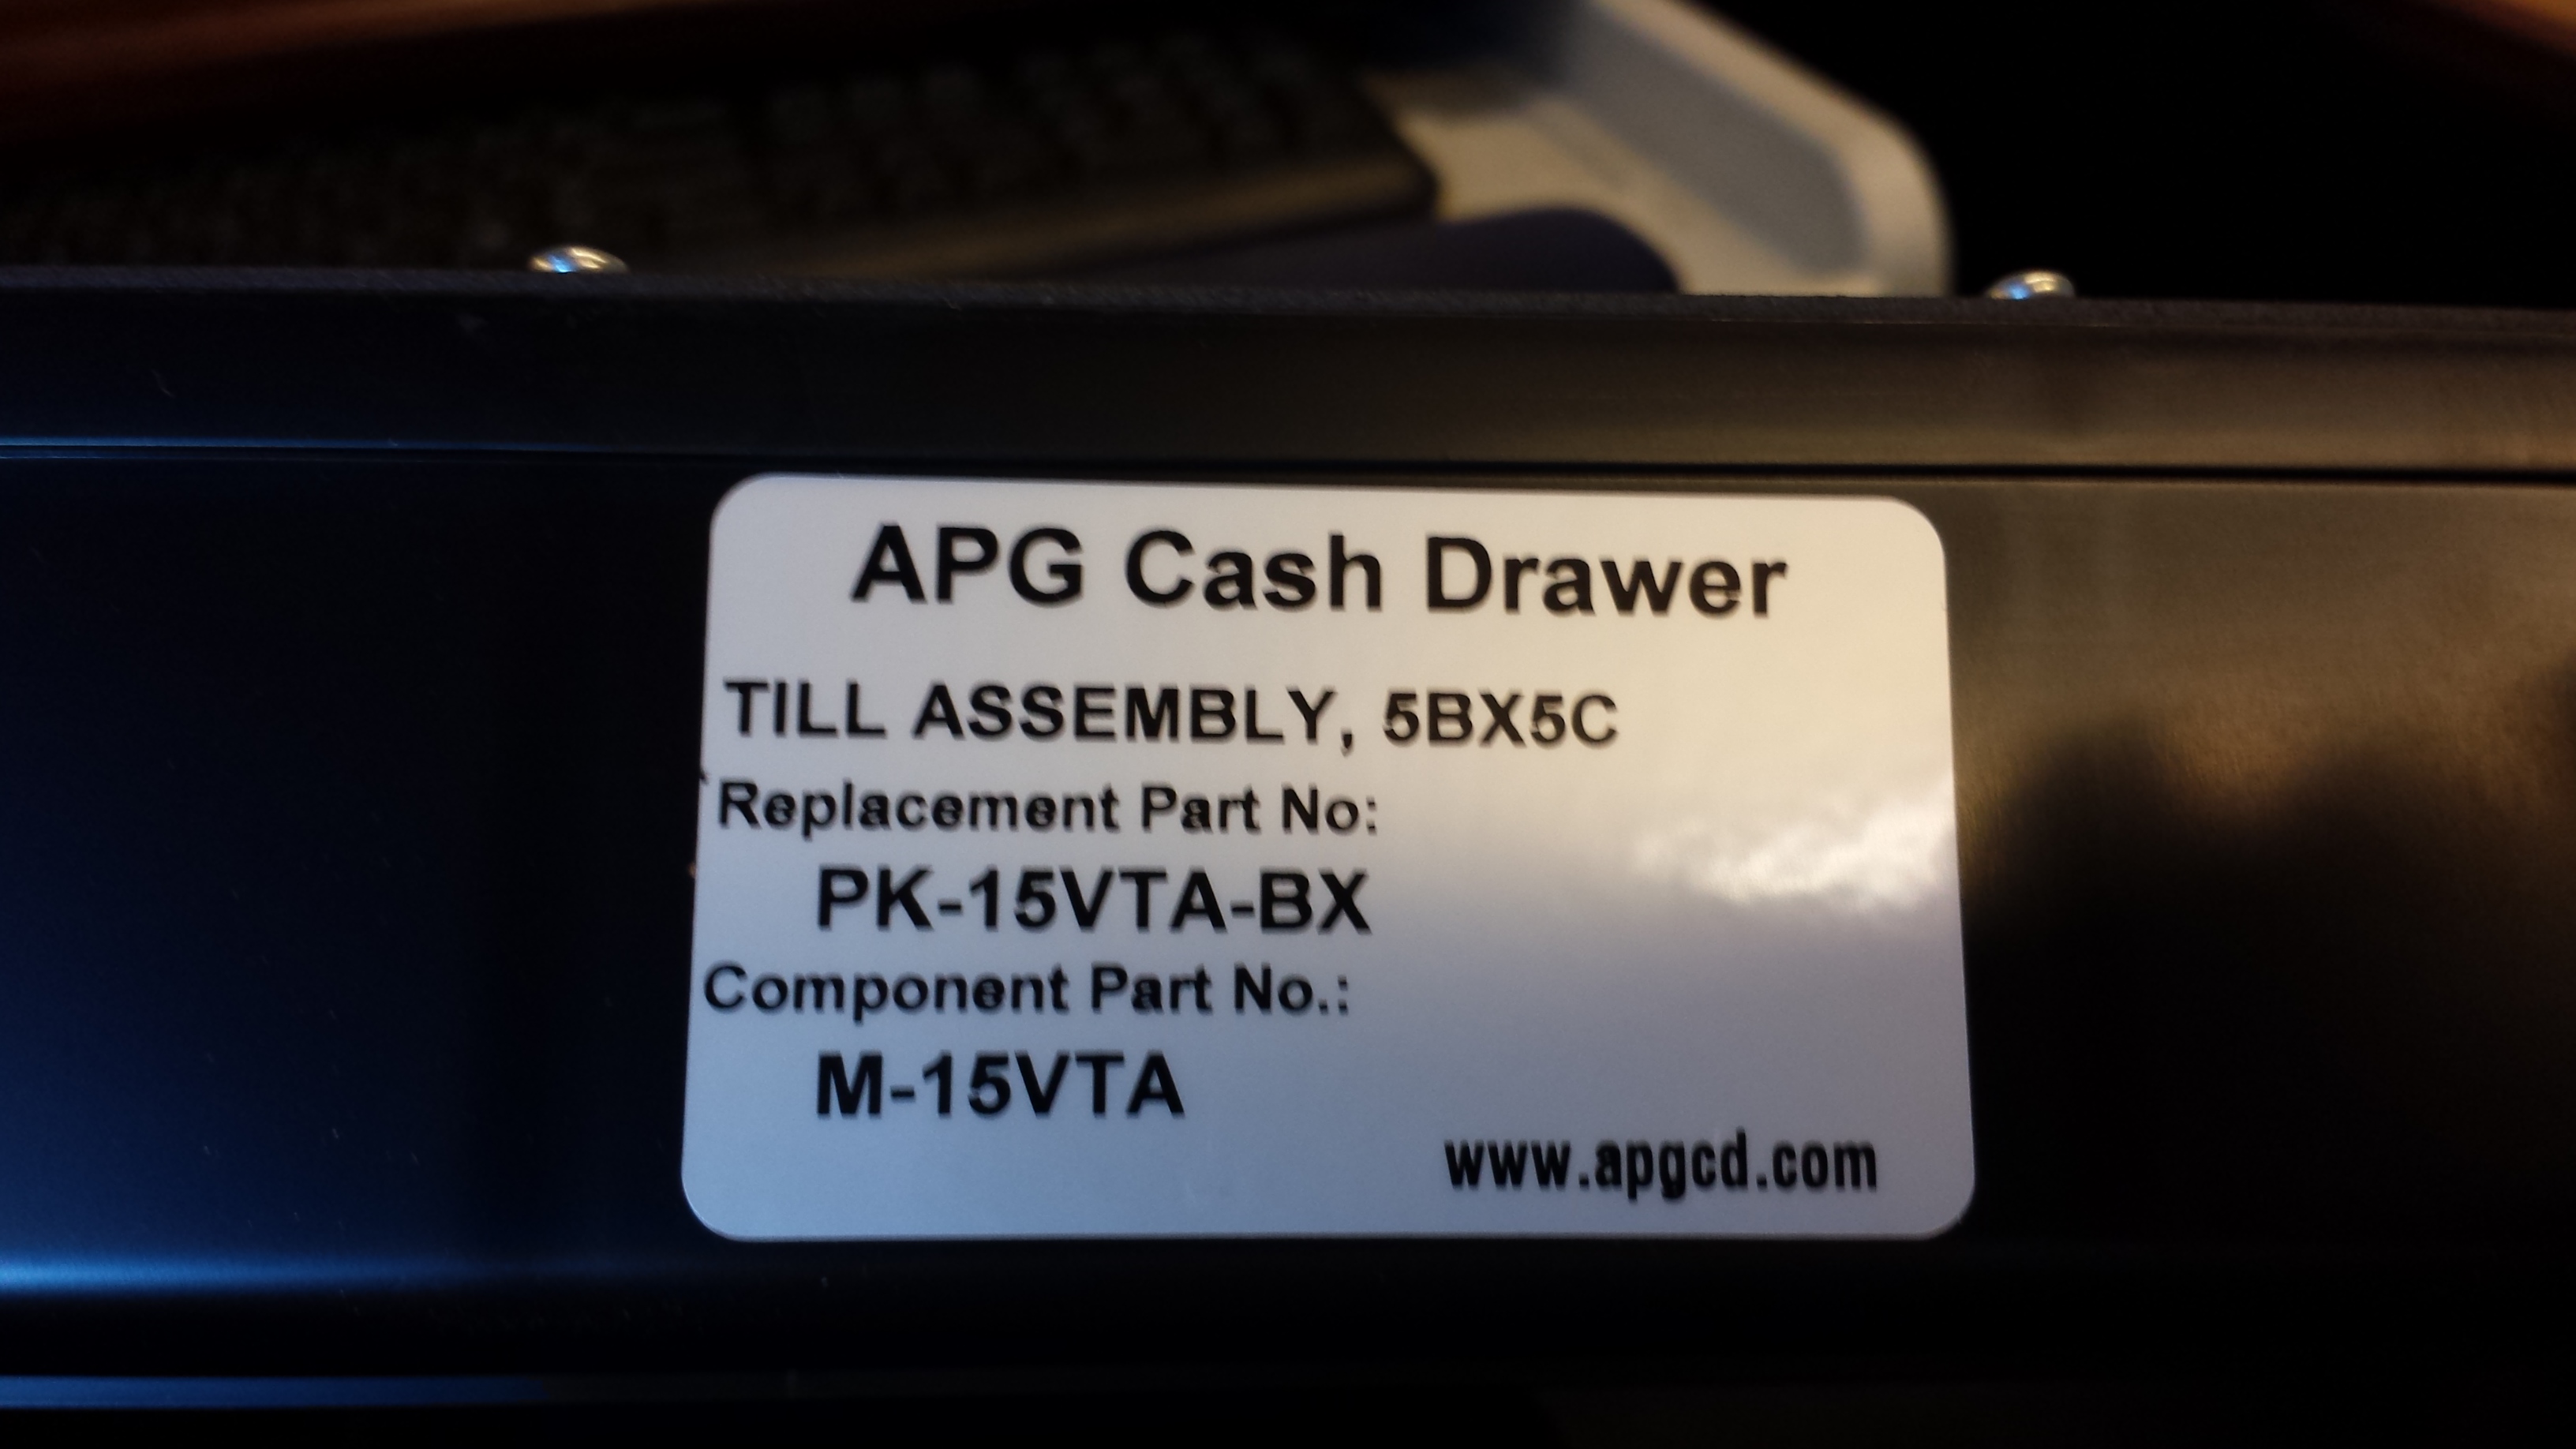 APG Cash Drawer
TILL ASSEMBLY, 5BX5C
Replacement Part No:
PK-15VTA-BX
Component Part No.:
M-15VTA
www.apgcd.com